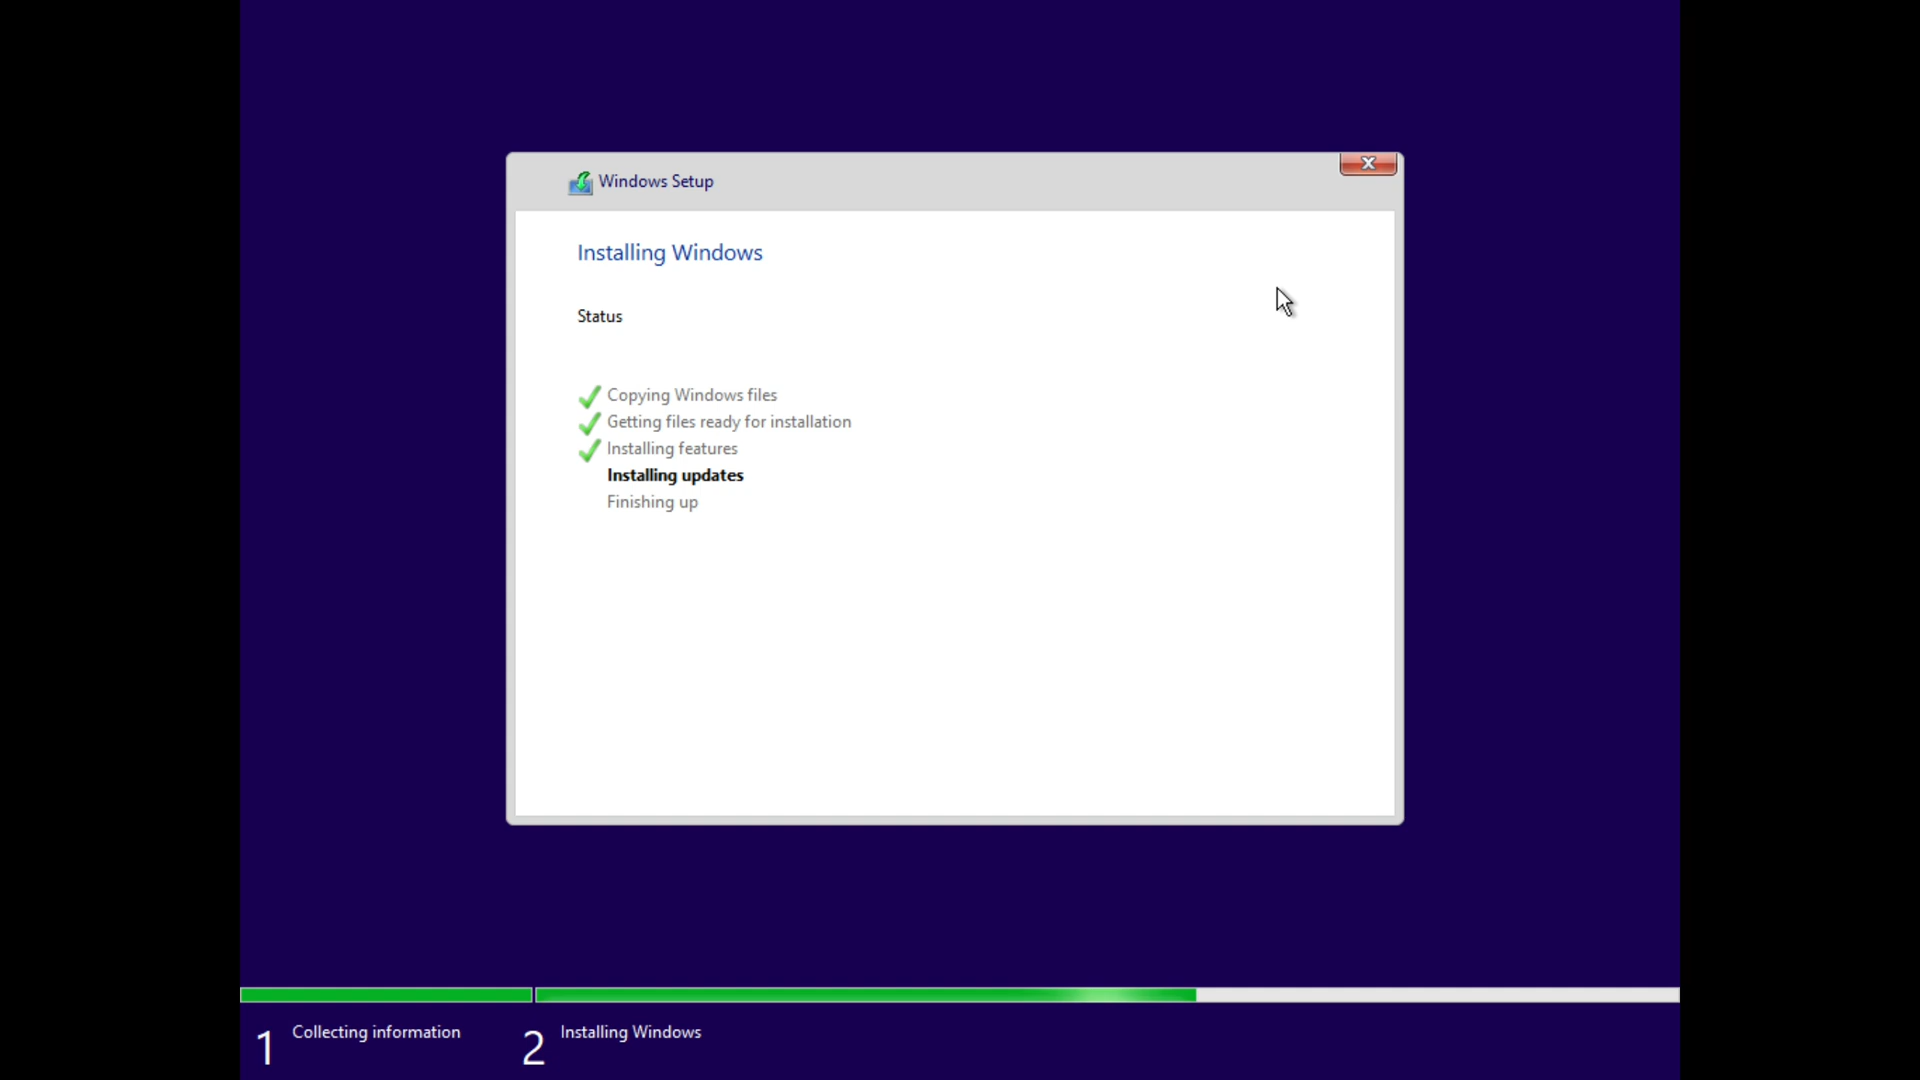 Windows Setup
Installing Windows
Status
Copying Windows files
Getting files ready for installation
Installing features
Installing updates
Finishing up
1 Collecting information
2 Installing Windows